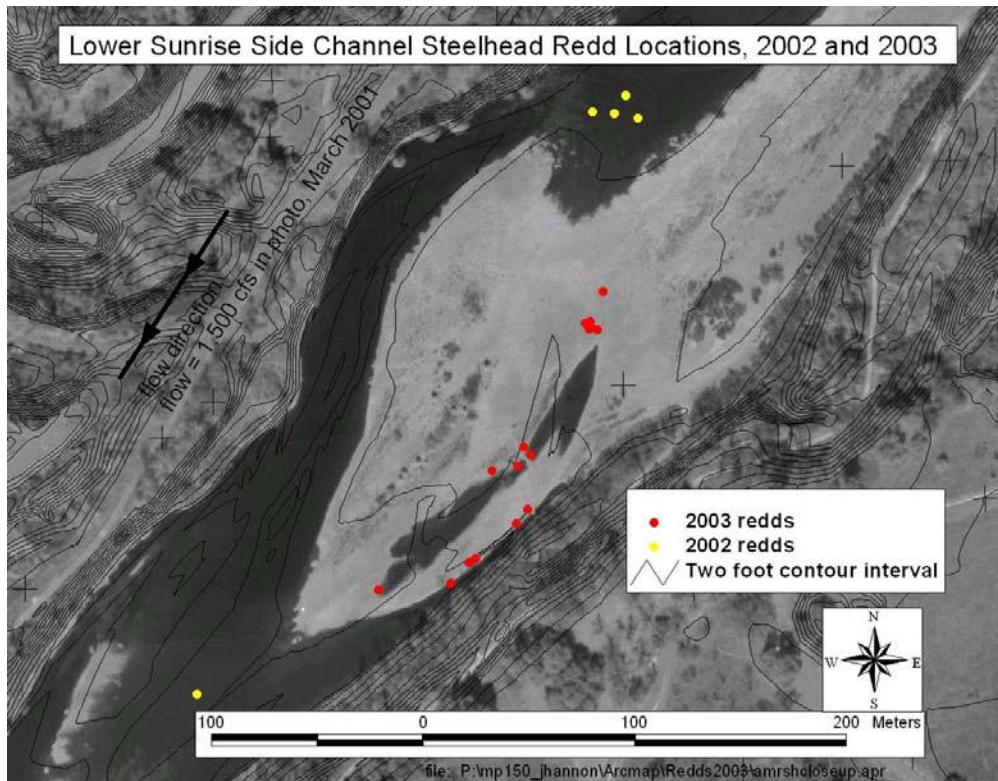 Lower Sunrise Side Channel Steelhead Redd Locations, 2002 and 2003
flow direction
flow = 1,500 cfs in photo, March 2001
2003 redds
2002 redds
Two foot contour interval
N
W E
S
100 0 100 200 Meters
file: P:\mp150_jhannon\Arcmap\Redds2003\amrshcloseup.apr